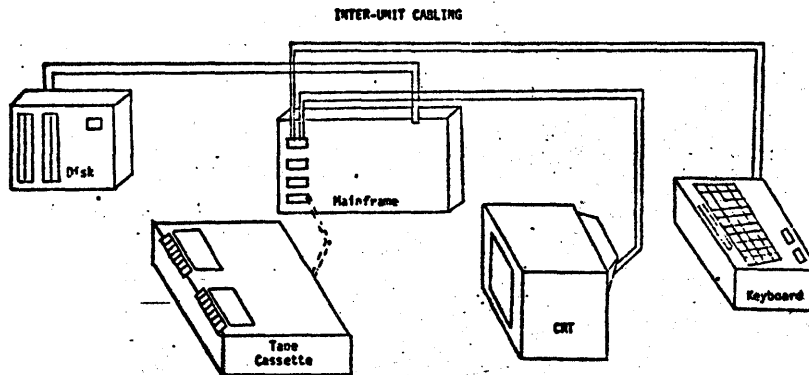 INTER-UNIT CABLING
Disk
Mainframe
Keyboard
CRT
Tape
Cassette